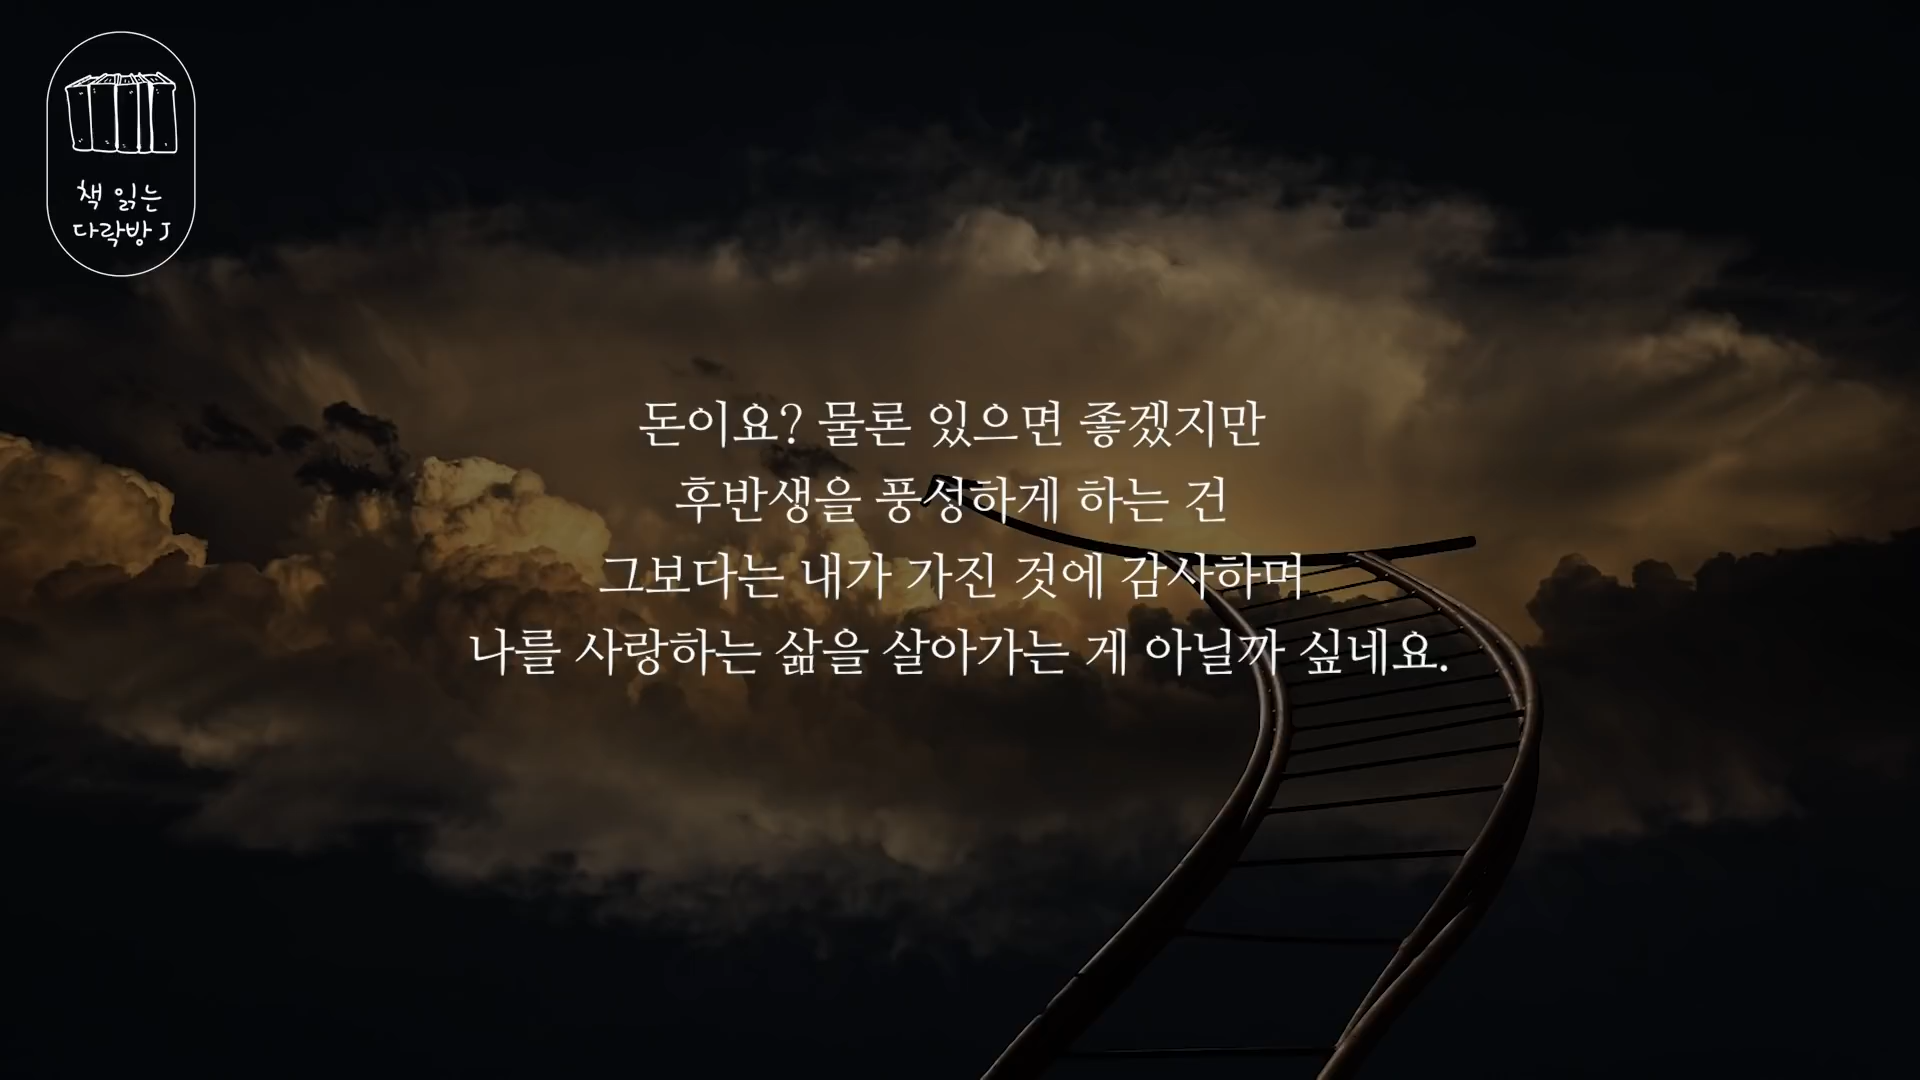 책 읽는
다락방 J
돈이요? 물론 있으면 좋겠지만
후반생을 풍성하게 하는 건
그보다는 내가 가진 것에 감사하며
나를 사랑하는 삶을 살아가는 게 아닐까 싶네요.